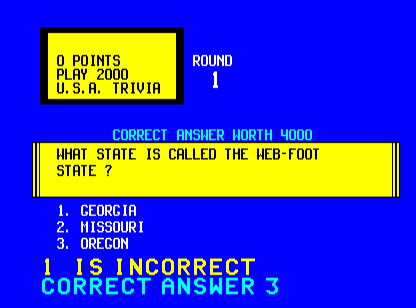 0 POINTS
PLAY 2000
U.S.A. TRIVIA
ROUND
1
CORRECT ANSWER WORTH 4000
WHAT STATE IS CALLED THE WEB-FOOT
STATE ?
1. GEORGIA
2. MISSOURI
3. OREGON
1 IS INCORRECT
CORRECT ANSWER 3